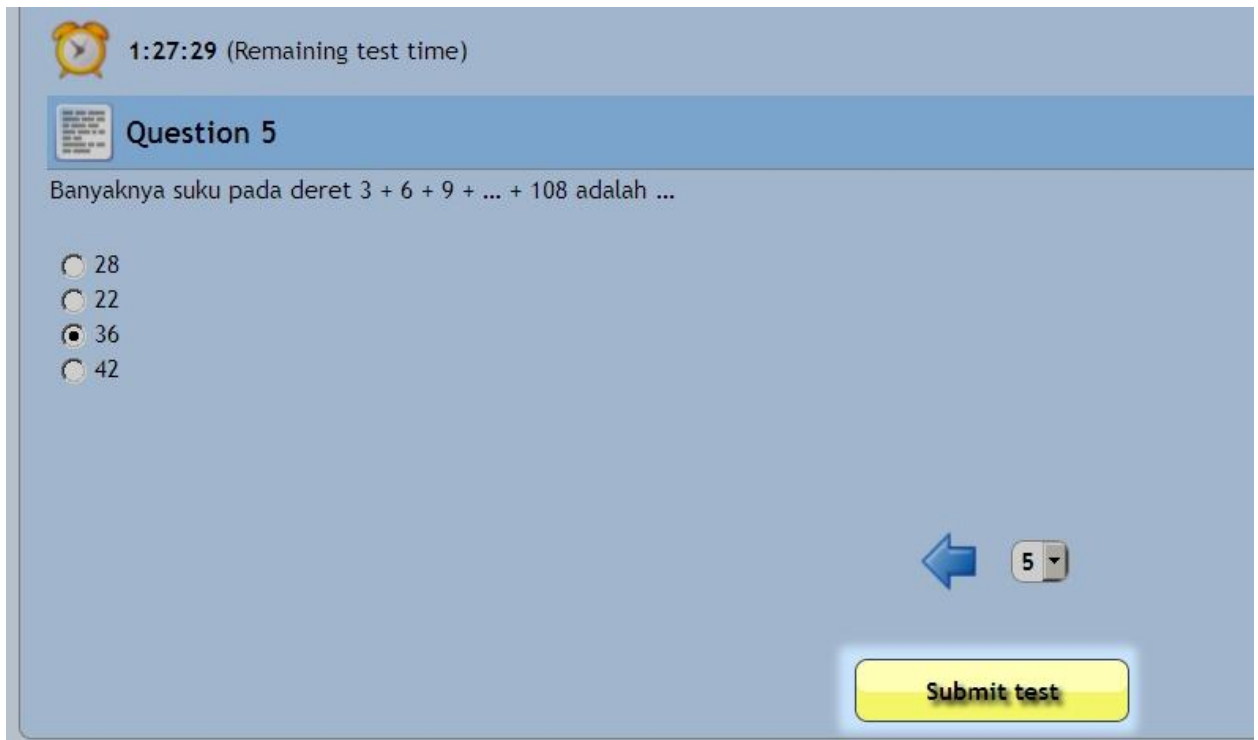 1:27:29 (Remaining test time)
Question 5
Banyaknya suku pada deret 3 + 6 + 9 + ... + 108 adalah ...
28
22
36
42
5
Submit test